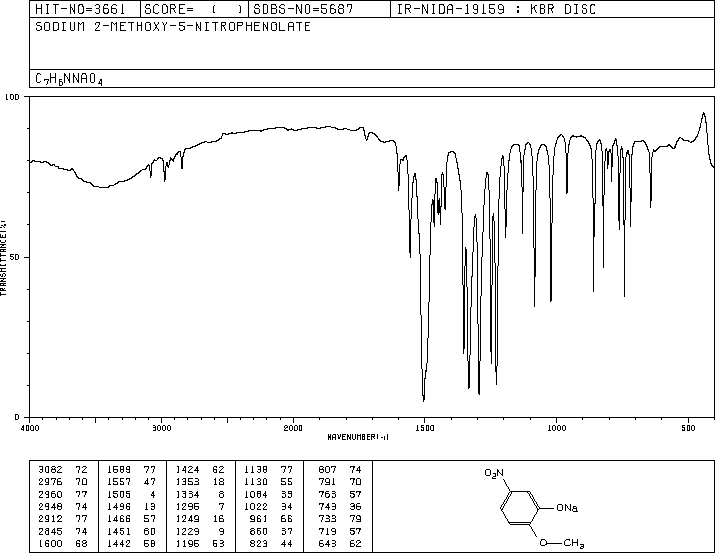 HIT-NO=3661 SCORE= ( ) SDBS-NO=5687 IR-NIDA-19159 : KBR DISC
SODIUM 2-METHOXY-5-NITROPHENOLATE
C7H6NNAO4
100
50
0
TRANSMITTANCE(%)
4000 3000 2000 1500 1000 500
WAVENUMBER(-1)
3082 72 1589 77 1424 62 1138 77 807 74
2976 70 1557 47 1353 18 1130 55 791 70
2960 77 1505 4 1334 8 1084 33 763 57
2948 74 1496 13 1295 7 1022 34 743 36
2912 77 1466 57 1249 16 961 66 733 79
2845 74 1451 60 1229 9 860 37 719 57
1600 68 1442 58 1195 53 823 44 643 62
O2N
ONa
O—CH3